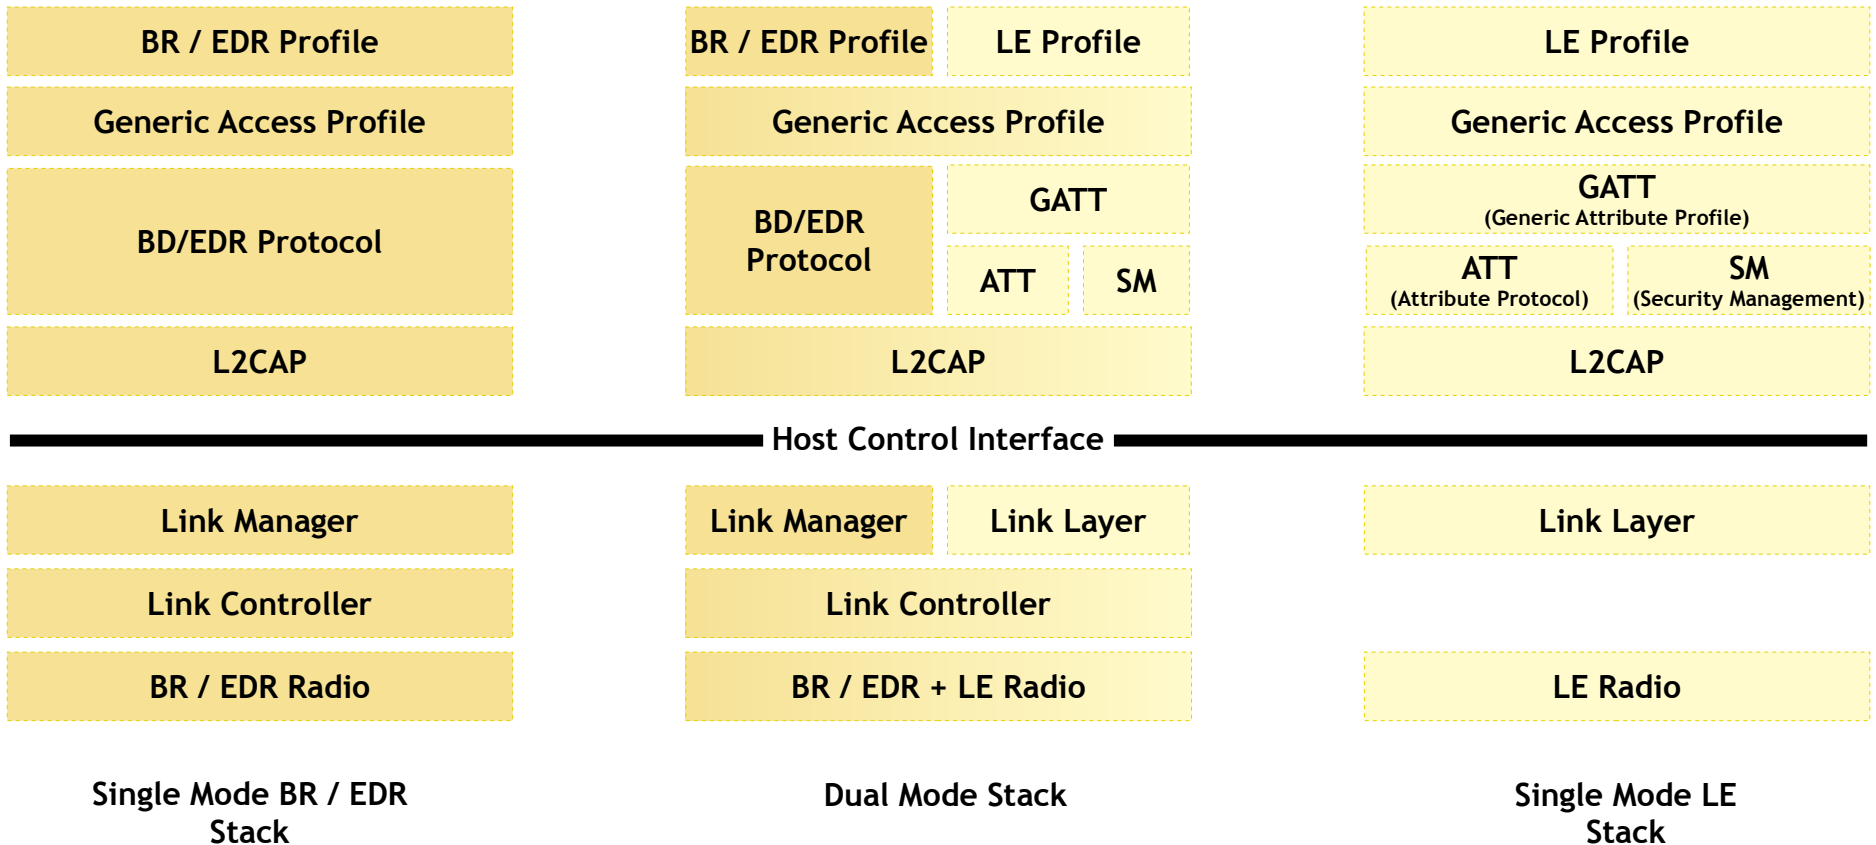 BR / EDR Profile
BR / EDR Profile
LE Profile
LE Profile
Generic Access Profile
Generic Access Profile
Generic Access Profile
BD/EDR Protocol
BD/EDR
Protocol
GATT
ATT
SM
GATT
(Generic Attribute Profile)
ATT
(Attribute Protocol)
SM
(Security Management)
L2CAP
L2CAP
L2CAP
Host Control Interface
Link Manager
Link Manager
Link Layer
Link Layer
Link Controller
Link Controller
BR / EDR Radio
BR / EDR + LE Radio
LE Radio
Single Mode BR / EDR
Stack
Dual Mode Stack
Single Mode LE
Stack